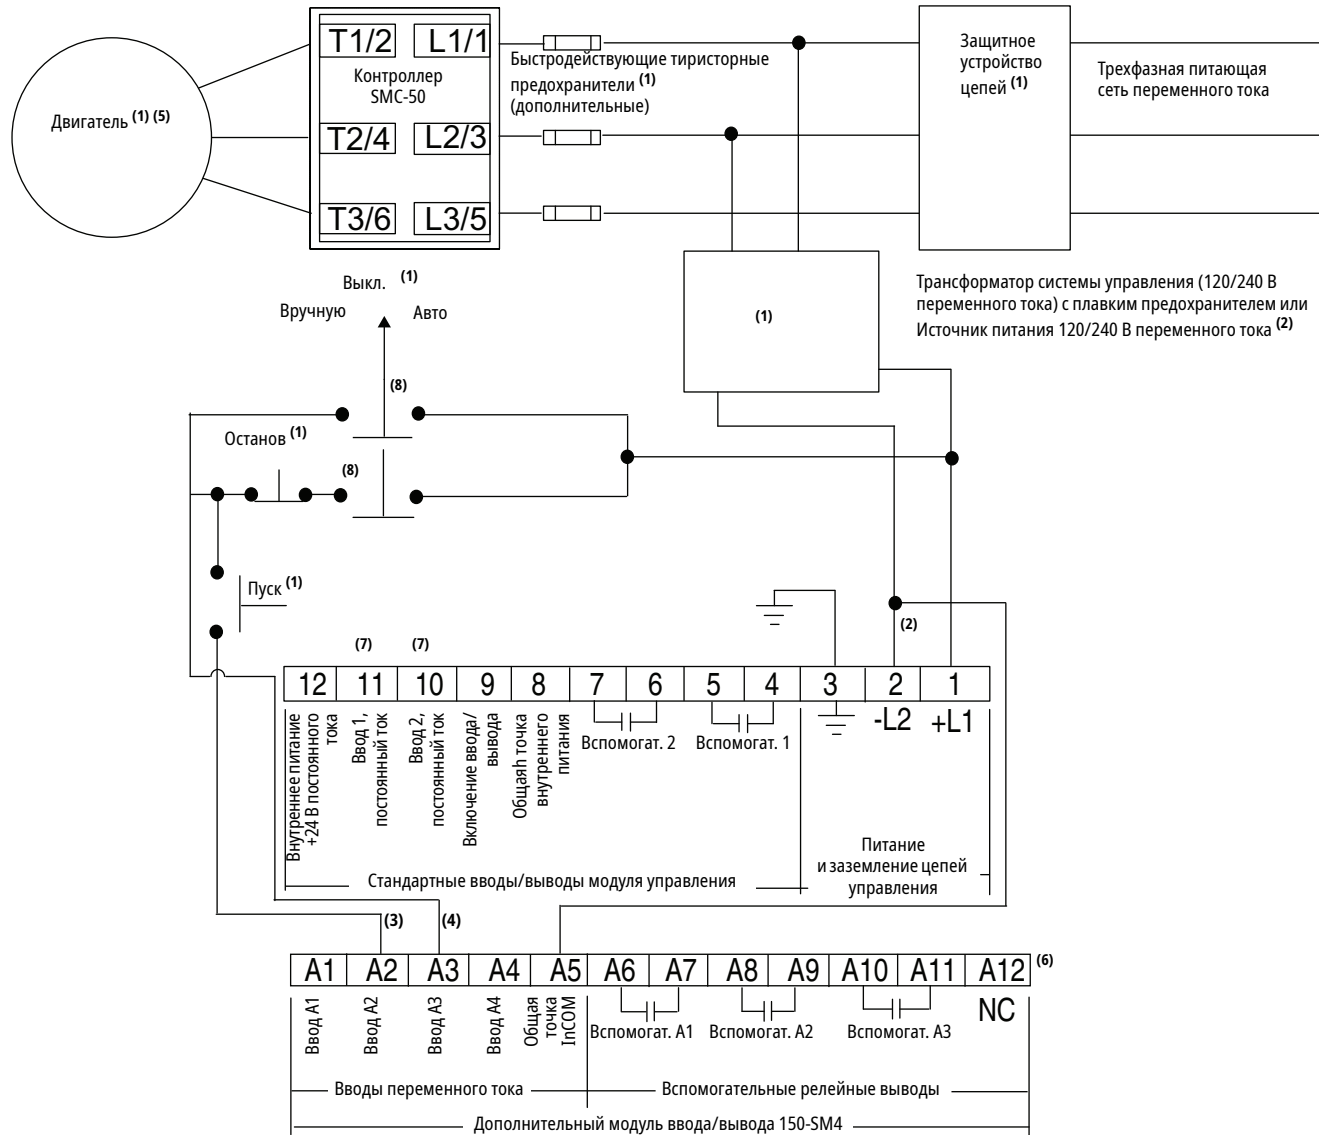 T1/2 L1/1
Контроллер
SMC-50
T2/4 L2/3
T3/6 L3/5
Двигатель (1) (5)
Быстродействующие тиристорные
предохранители (1)
(дополнительные)
Защитное
устройство
цепей (1)
Трехфазная питающая
сеть переменного тока
Выкл. (1)
Вручную Авто
(1)
Трансформатор системы управления (120/240 В
переменного тока) с плавким предохранителем или
Источник питания 120/240 В переменного тока (2)
(8)
Останов (1)
(8)
Пуск (1)
(2)
(7) (7)
12 11 10 9 8 7 6 5 4 3 2 1
-L2 +L1
Внутреннее питание
+24 В постоянного
тока
Ввод 1,
постоянный ток
Ввод 2,
постоянный ток
Включение ввода/
вывода
Общаяh точка
внутреннего
питания
Вспомогат. 2
Вспомогат. 1
Питание
и заземление цепей
управления
Стандартные вводы/выводы модуля управления
(3) (4)
A1 A2 A3 A4 A5 A6 A7 A8 A9 A10 A11 A12 (6)
Ввод A1
Ввод A2
Ввод A3
Ввод A4
Общая
точка
InCOM
Вспомогат. A1
Вспомогат. A2
Вспомогат. A3
NC
Вводы переменного тока
Вспомогательные релейные выводы
Дополнительный модуль ввода/вывода 150-SM4